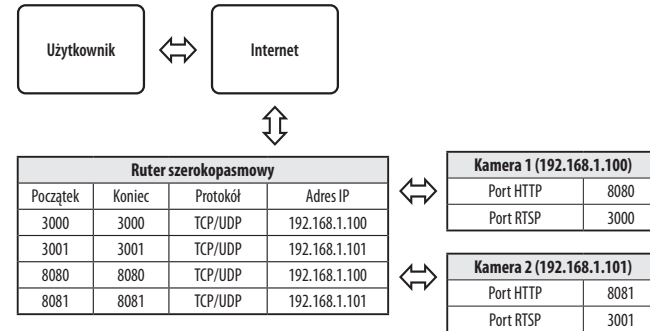 Użytkownik
Internet
Ruter szerokopasmowy
Początek Koniec Protokół Adres IP
3000 3000 TCP/UDP 192.168.1.100
3001 3001 TCP/UDP 192.168.1.101
8080 8080 TCP/UDP 192.168.1.100
8081 8081 TCP/UDP 192.168.1.101
Kamera 1 (192.168.1.100)
Port HTTP 8080
Port RTSP 3000
Kamera 2 (192.168.1.101)
Port HTTP 8081
Port RTSP 3001